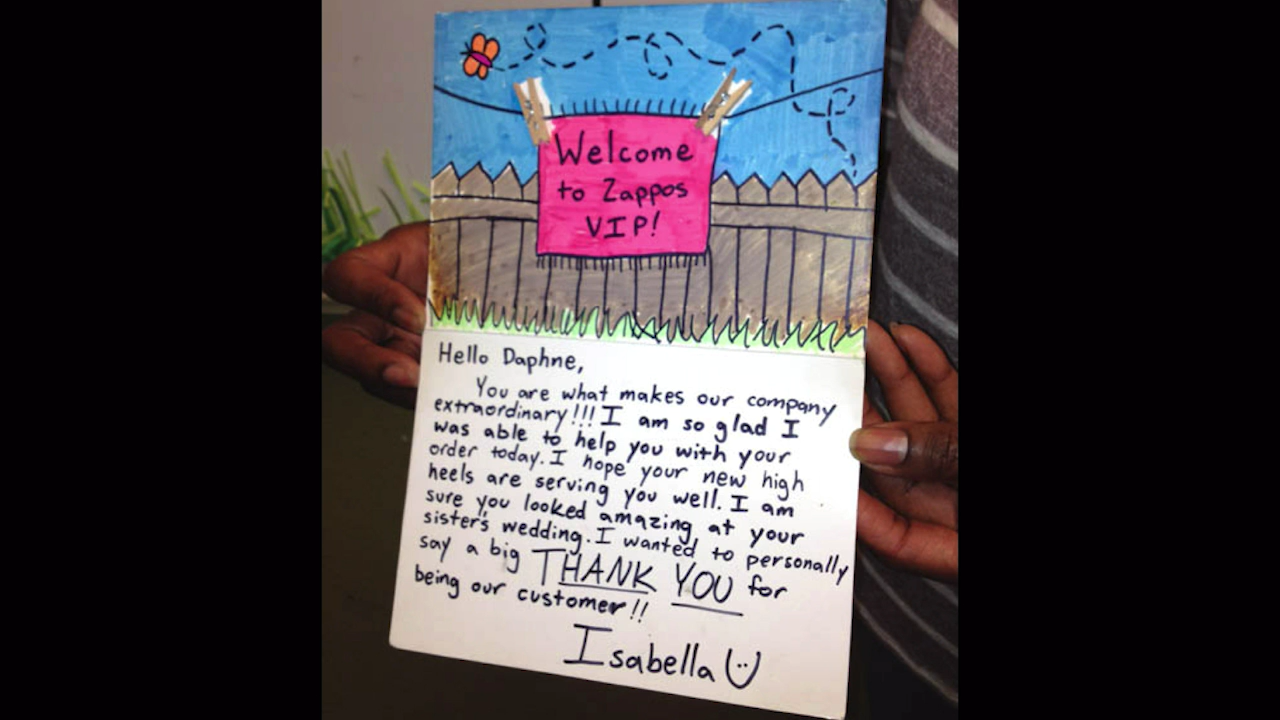 Welcome
to Zappos
VIP!
Hello Daphne,
You are what makes our company
extraordinary!!! I am so glad I
was able to help you with your
order today. I hope your new high
heels are serving you well. I am
sure you looked amazing at your
sister's wedding. I wanted to personally
say a big THANK YOU for
being our customer!!
Isabella